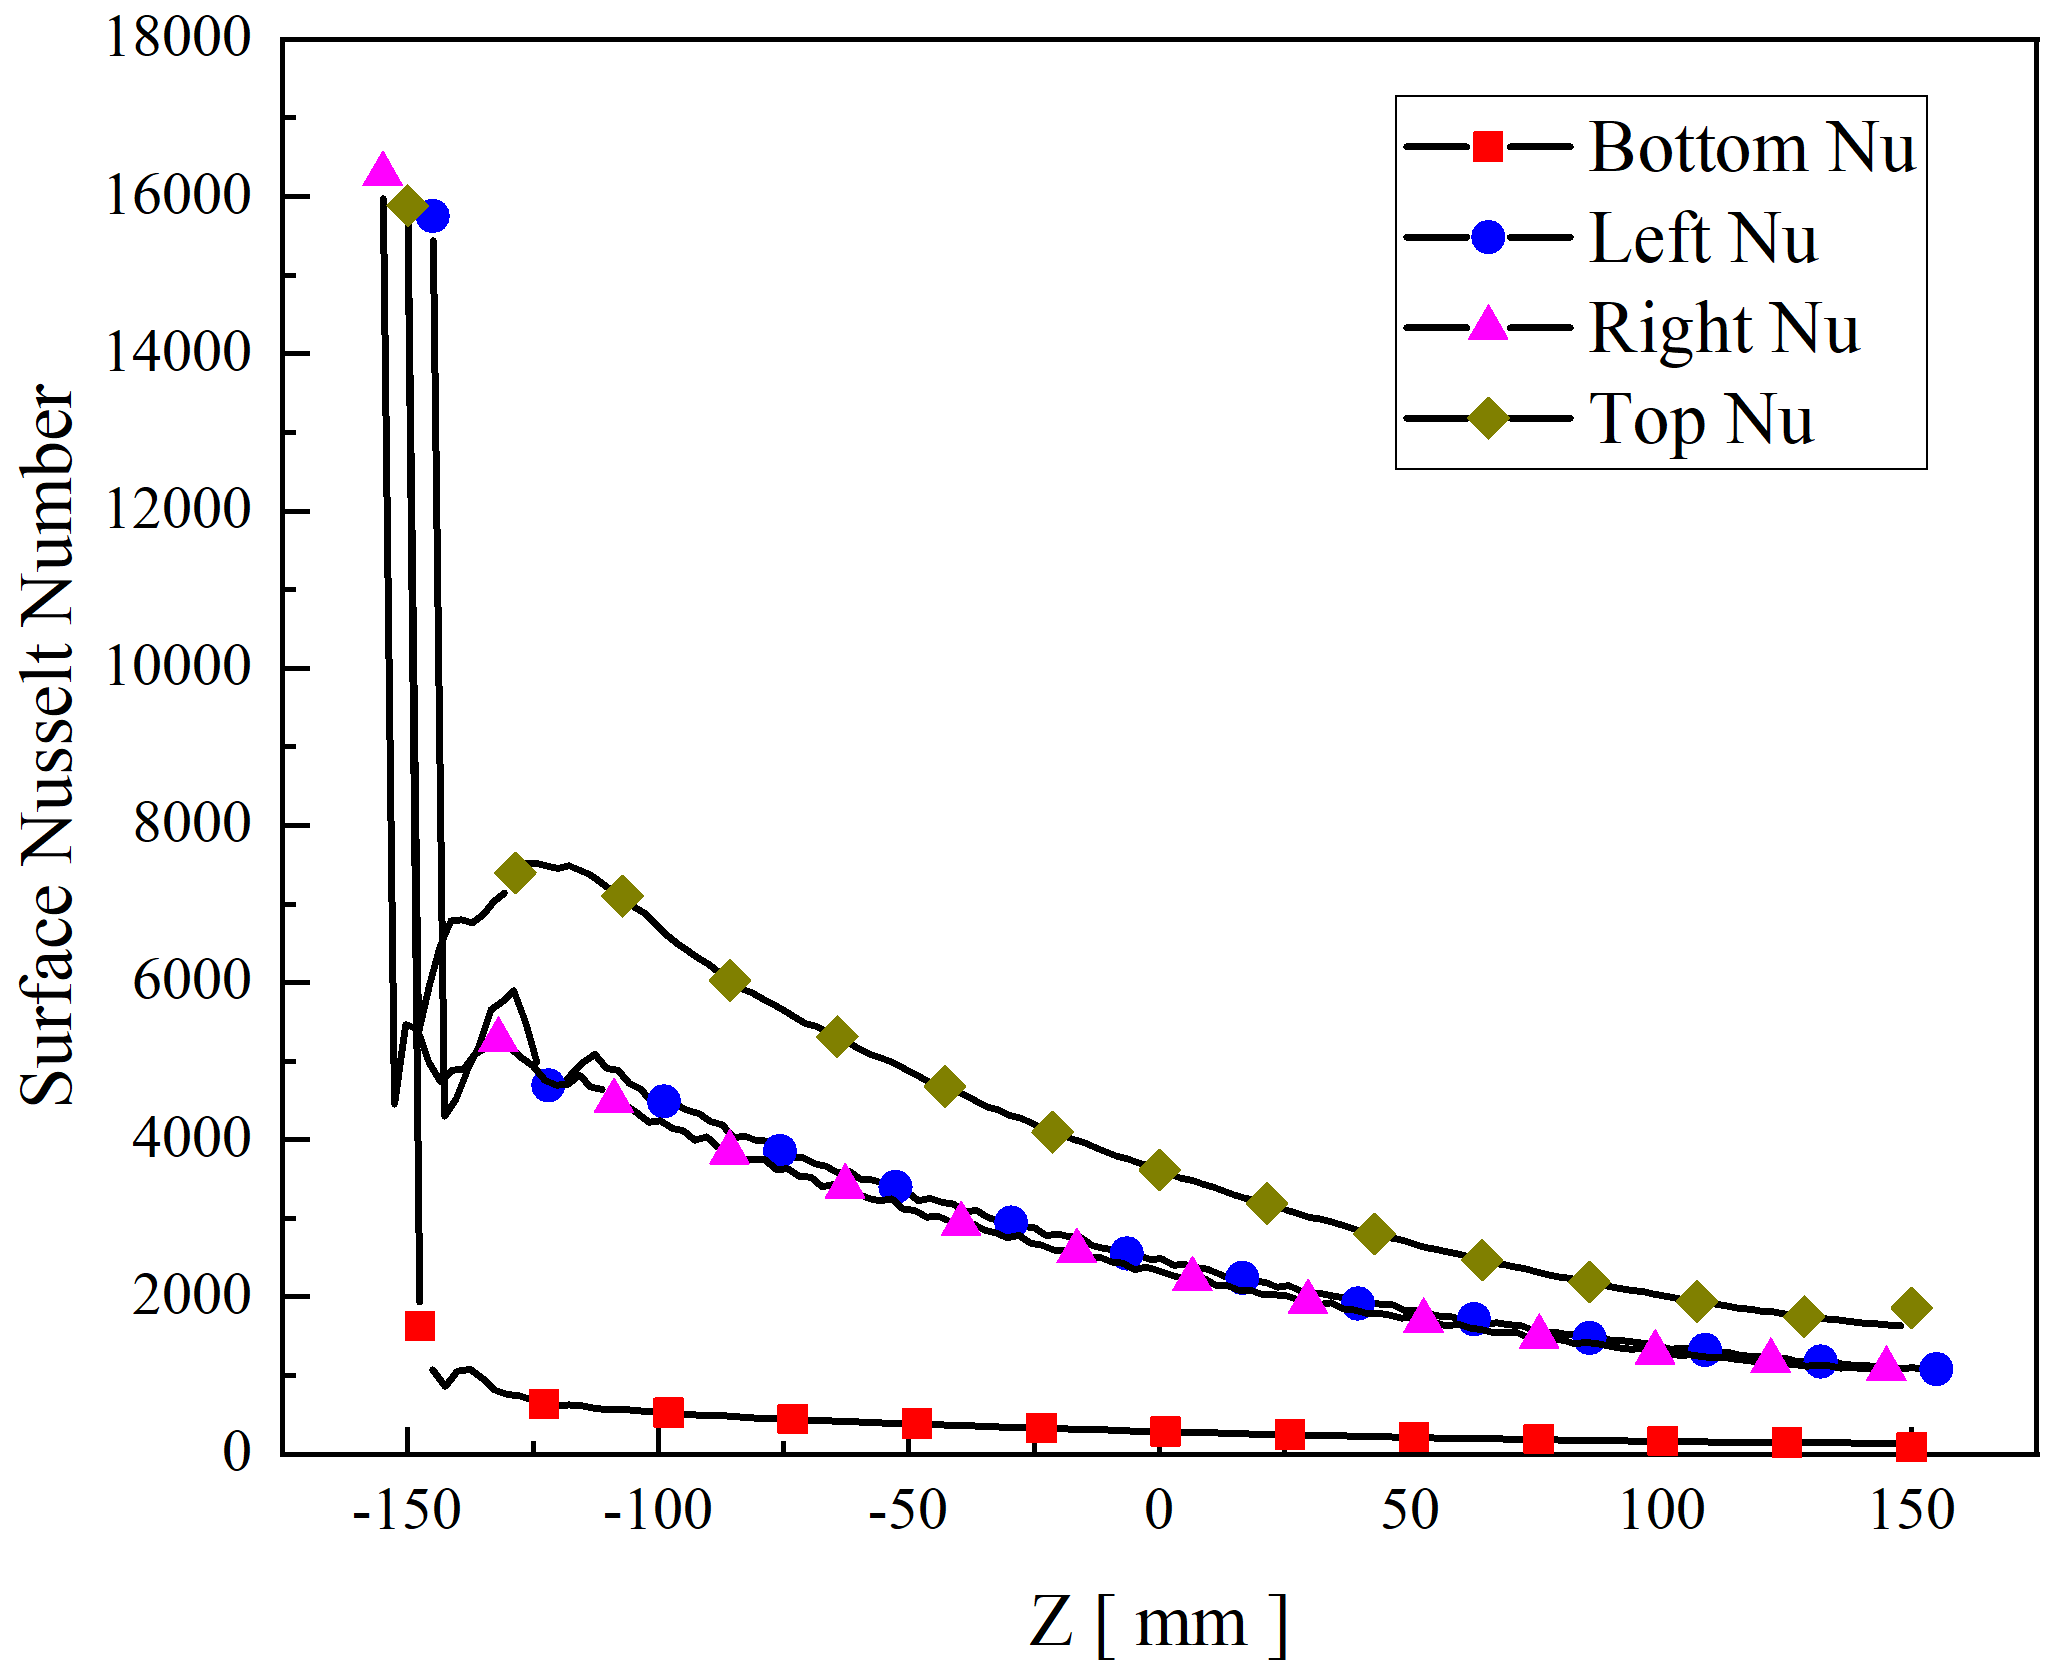 18000
16000
14000
12000
10000
8000
6000
4000
2000
0
Surface Nusselt Number
Bottom Nu
Left Nu
Right Nu
Top Nu
-150 -100 -50 0 50 100 150
Z [ mm ]